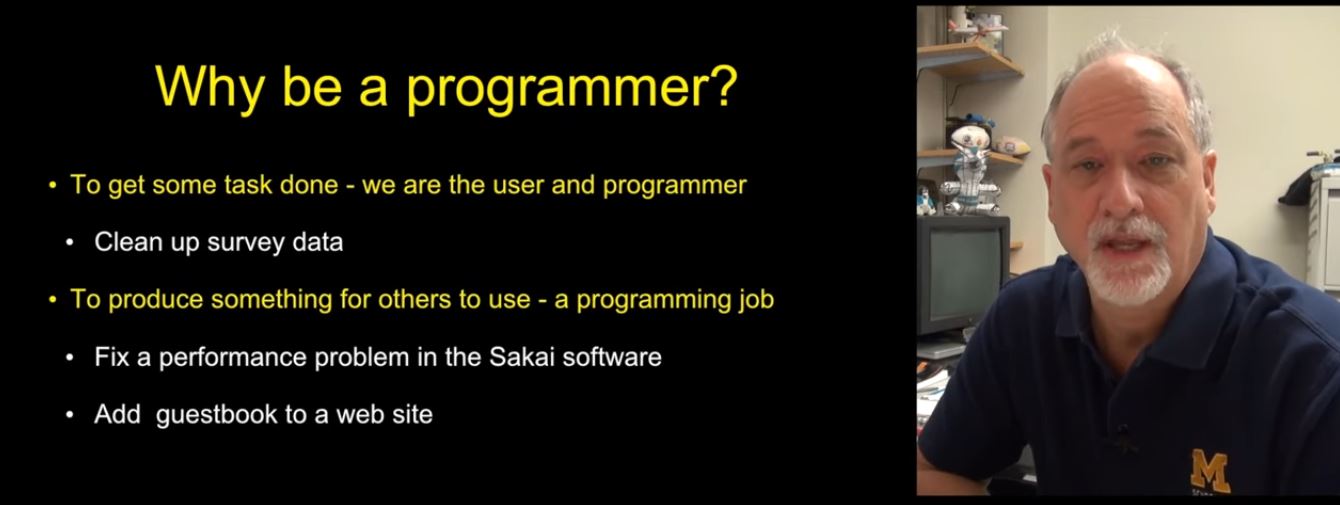 Why be a programmer?
• To get some task done - we are the user and programmer
• Clean up survey data
• To produce something for others to use - a programming job
• Fix a performance problem in the Sakai software
• Add  guestbook to a web site
M